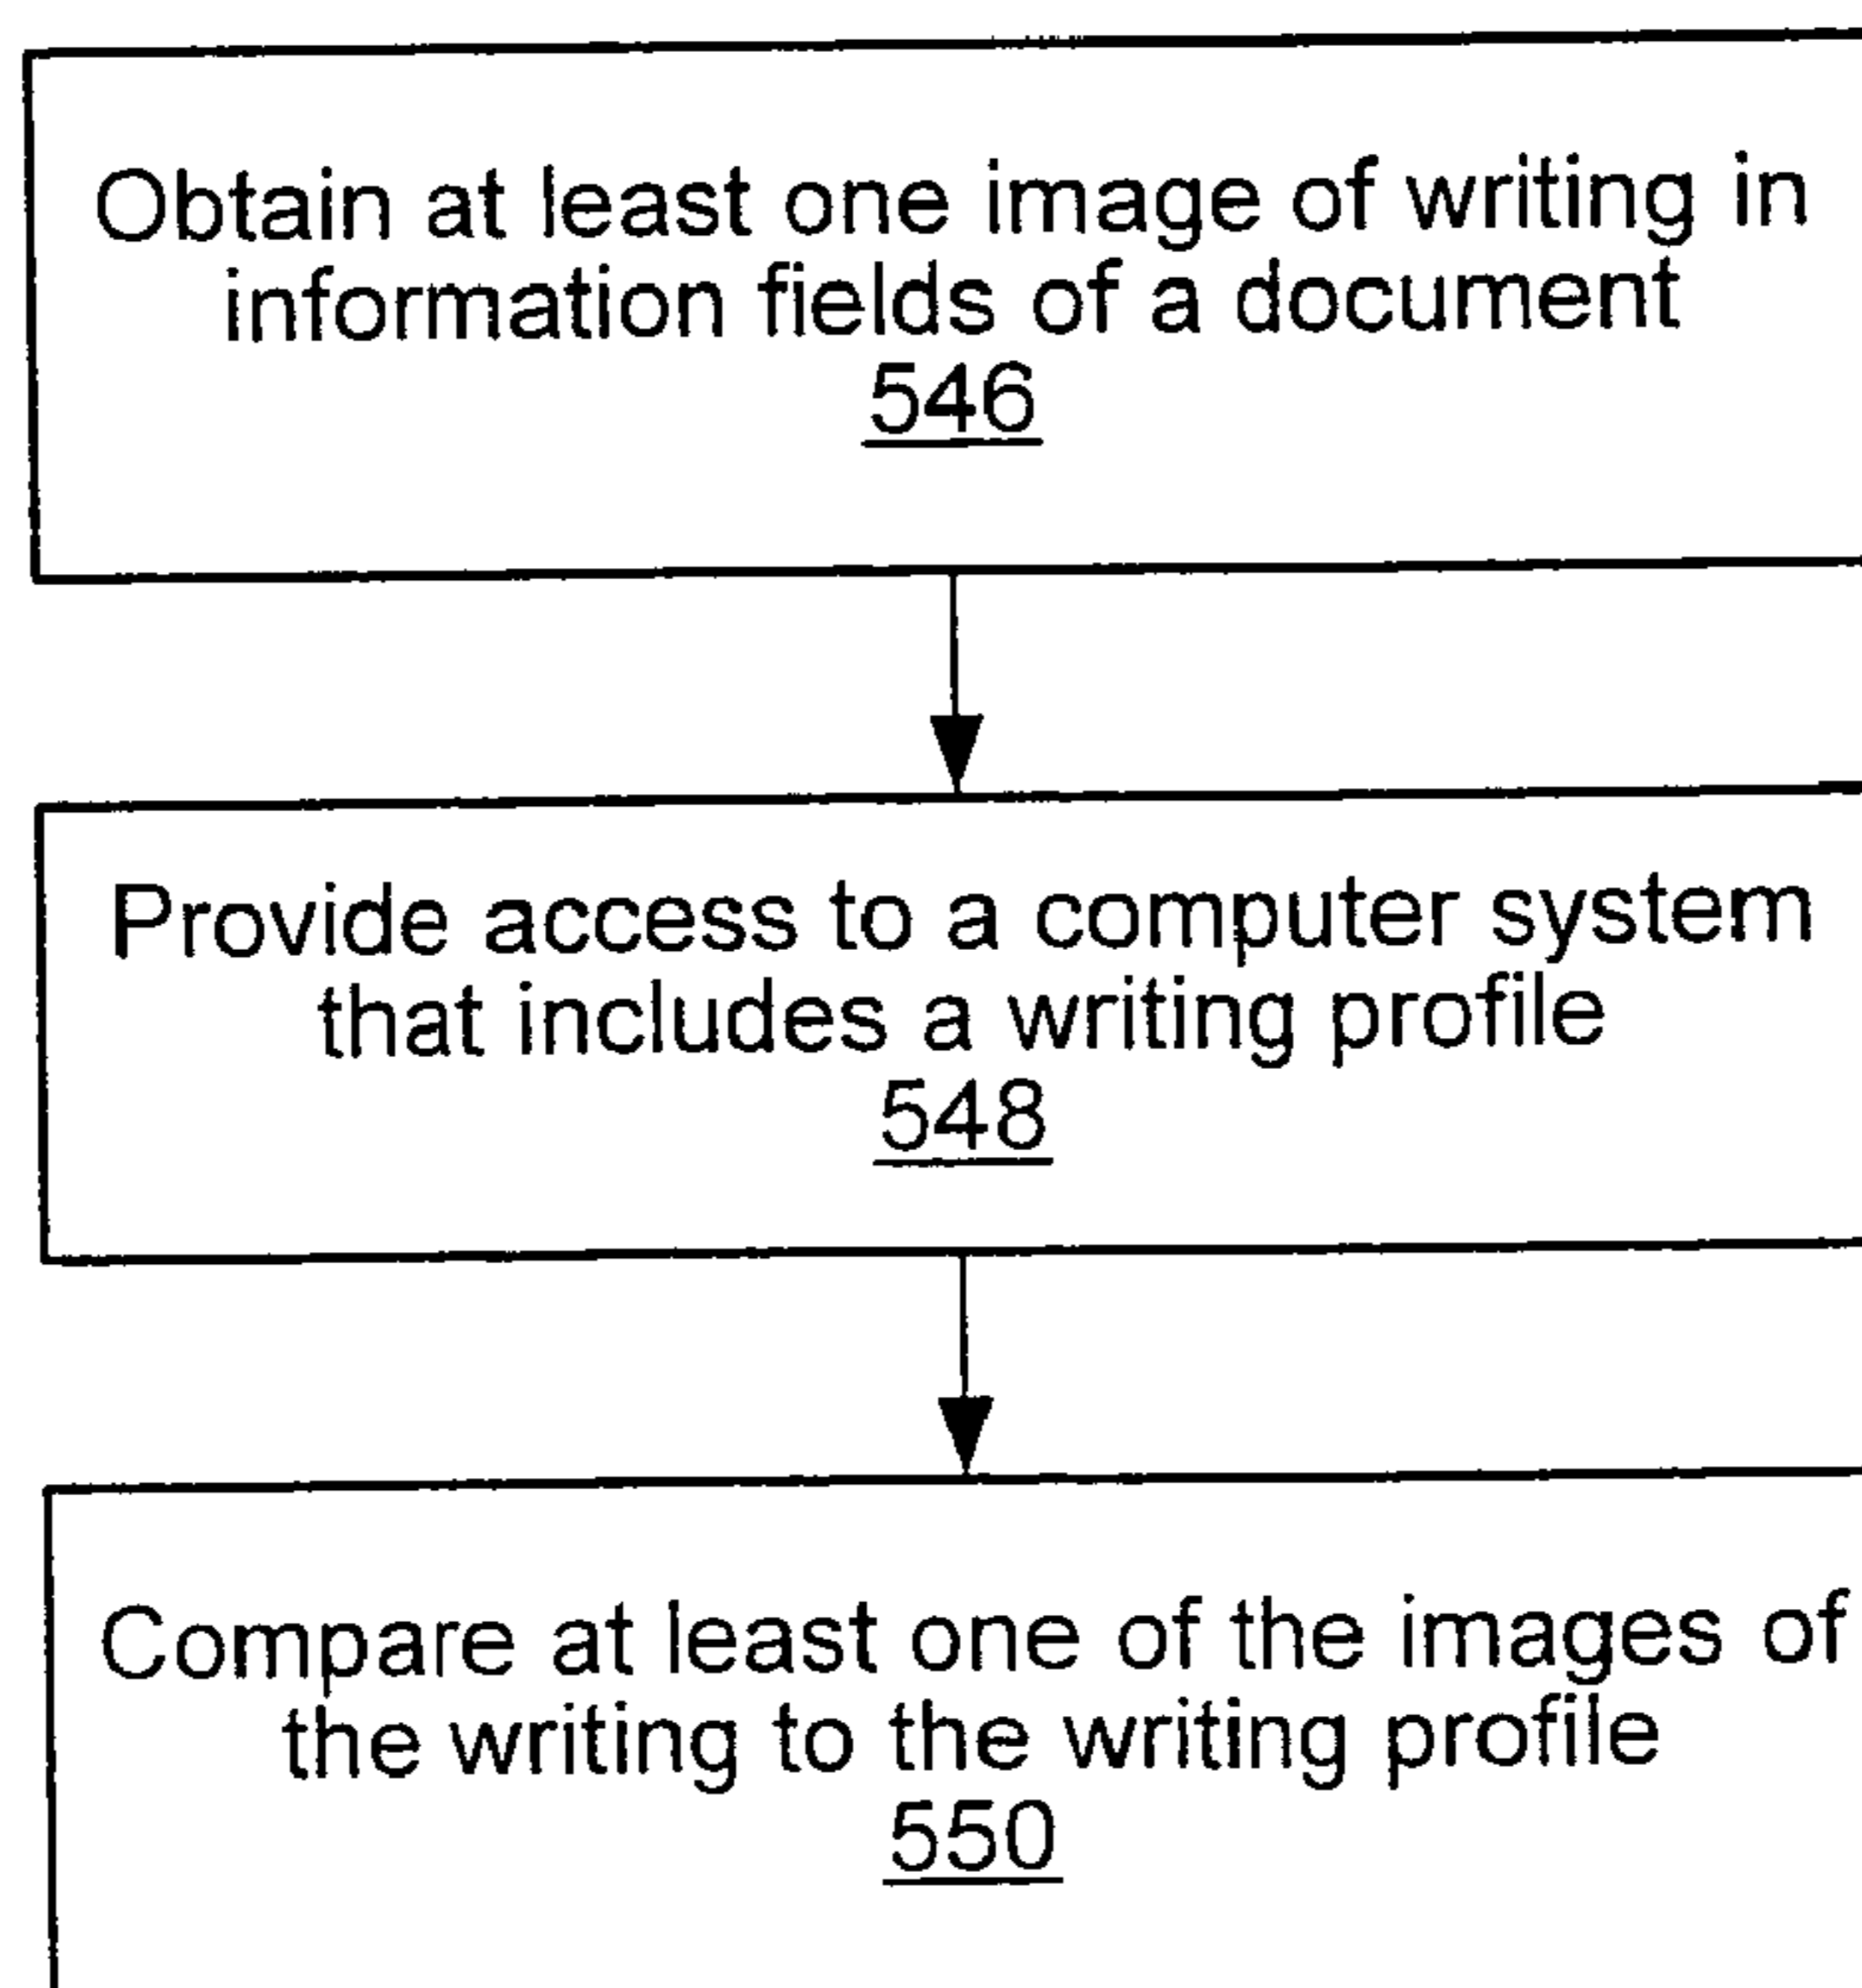 Obtain at least one image of writing in
information fields of a document
546
Provide access to a computer system
that includes a writing profile
548
Compare at least one of the images of
the writing to the writing profile
550